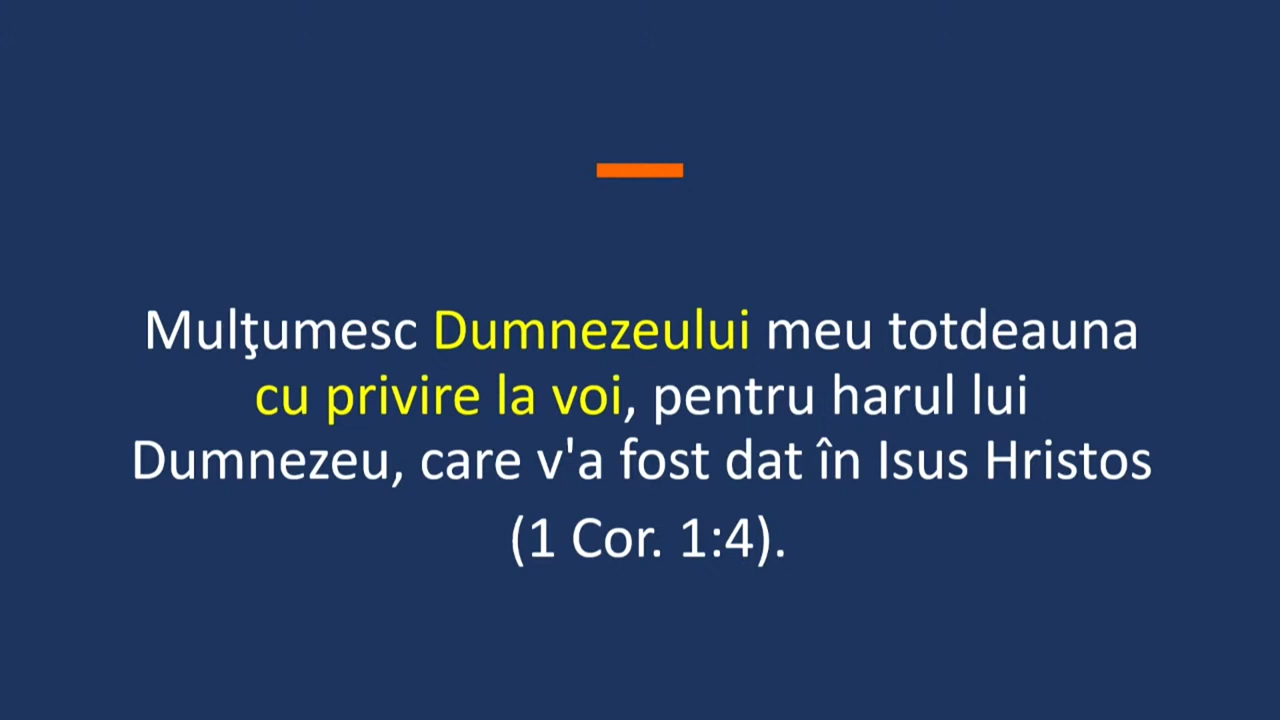 Mulţumesc Dumnezeului meu totdeauna
cu privire la voi, pentru harul lui
Dumnezeu, care v'a fost dat în Isus Hristos
(1 Cor. 1:4).